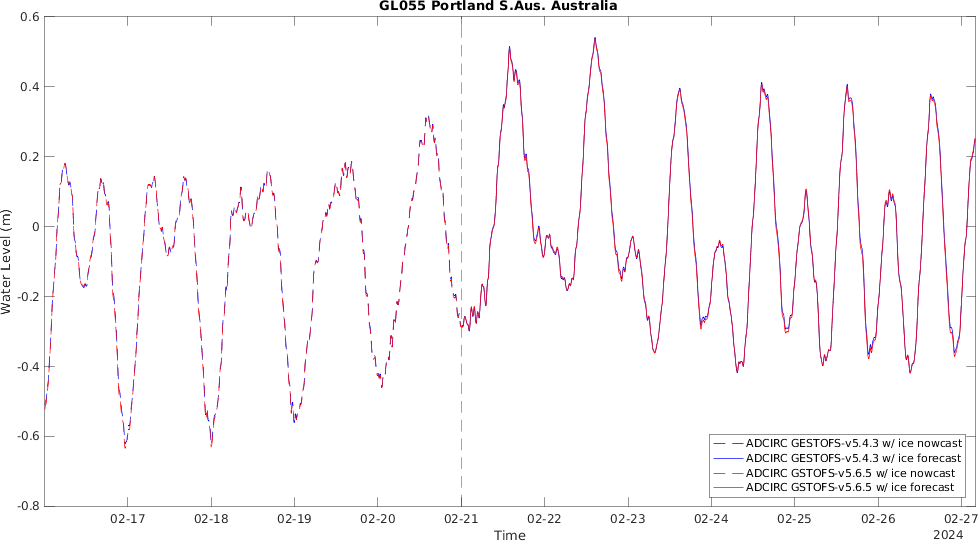 GL055 Portland S.Aus. Australia
0.6
0.4
0.2
0
-0.2
-0.4
-0.6
-0.8
Water Level (m)
ADCIRC GESTOFS-v5.4.3 w/ ice nowcast
ADCIRC GESTOFS-v5.4.3 w/ ice forecast
ADCIRC GSTOFS-v5.6.5 w/ ice nowcast
ADCIRC GSTOFS-v5.6.5 w/ ice forecast
02-17 02-18 02-19 02-20 02-21 02-22 02-23 02-24 02-25 02-26 02-27
Time
2024